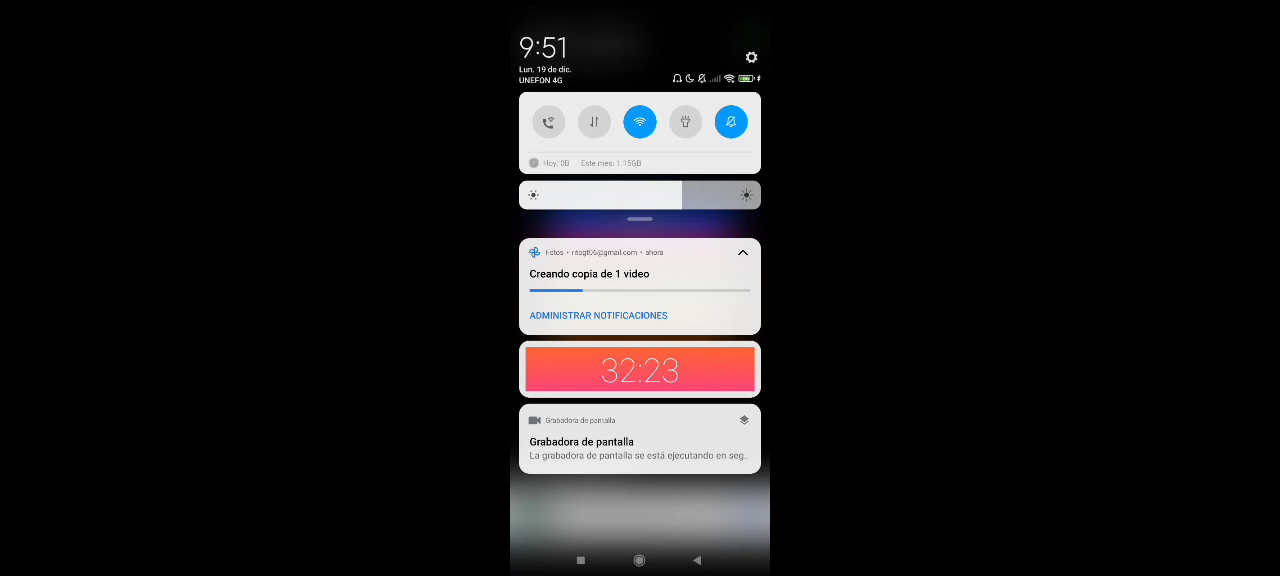 9:51
Lun. 19 de dic.
UNEFON 4G
Hoy: 0B Este mes: 1.15GB
Fotos • ritogt06@gmail.com • ahora
Creando copia de 1 video
ADMINISTRAR NOTIFICACIONES
32:23
Grabadora de pantalla
Grabadora de pantalla
La grabadora de pantalla se está ejecutando en seg..